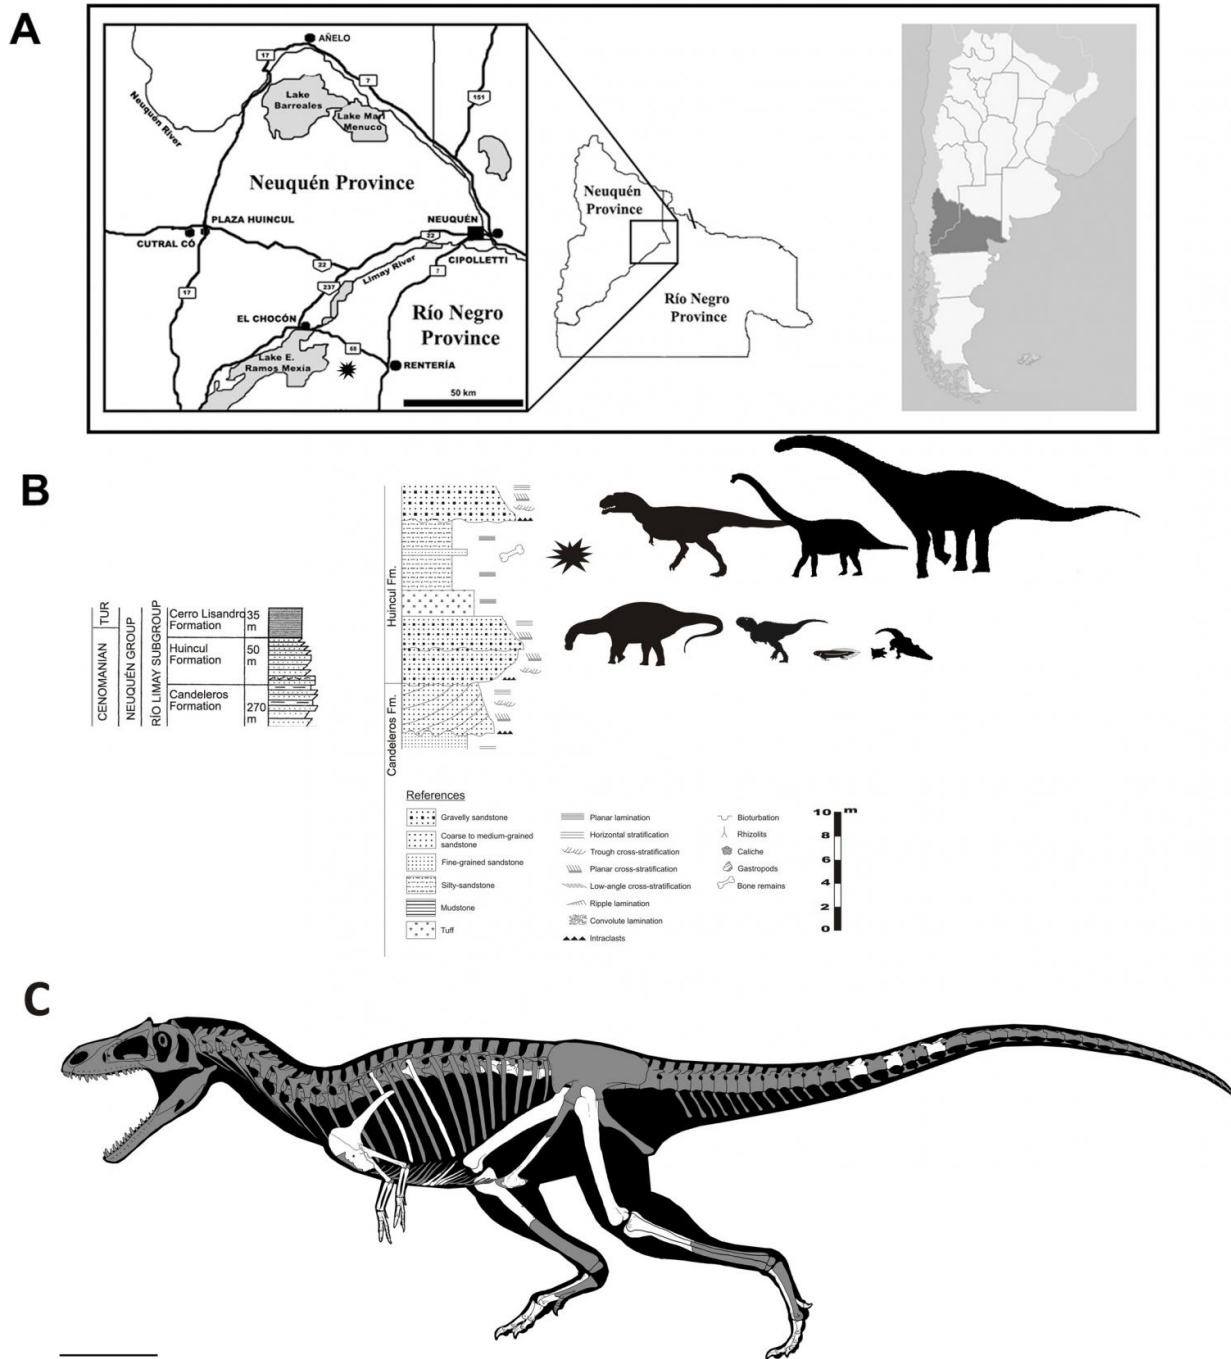 A
AÑELO
17
7
151
Lake
Barreales
Lake Mari
Menuco
Neuquén River
Neuquén Province
PLAZA HUINCUL
CUTRAL CÓ
NEUQUÉN
22
CIPOLLETTI
22
237
Limay River
7
17
EL CHOCÓN
Río Negro
Province
68
Lake E.
Ramos Mexía
RENTERÍA
50 km
Neuquén
Province
Río Negro
Province
B
CENOMANIAN
TUR
NEUQUÉN GROUP
RÍO LIMAY SUBGROUP
Cerro Lisandro
Formation
35
m
Huincul
Formation
50
m
Candeleros
Formation
270
m
Huincul Fm.
Candeleros Fm.
References
Gravelly sandstone
Coarse to medium-grained
sandstone
Fine-grained sandstone
Silty-sandstone
Mudstone
Tuff
Planar lamination
Horizontal stratification
Trough cross-stratification
Planar cross-stratification
Low-angle cross-stratification
Ripple lamination
Convolute lamination
Intraclasts
Bioturbation
Rhizolits
Caliche
Gastropods
Bone remains
10 m
8
6
4
2
0
C